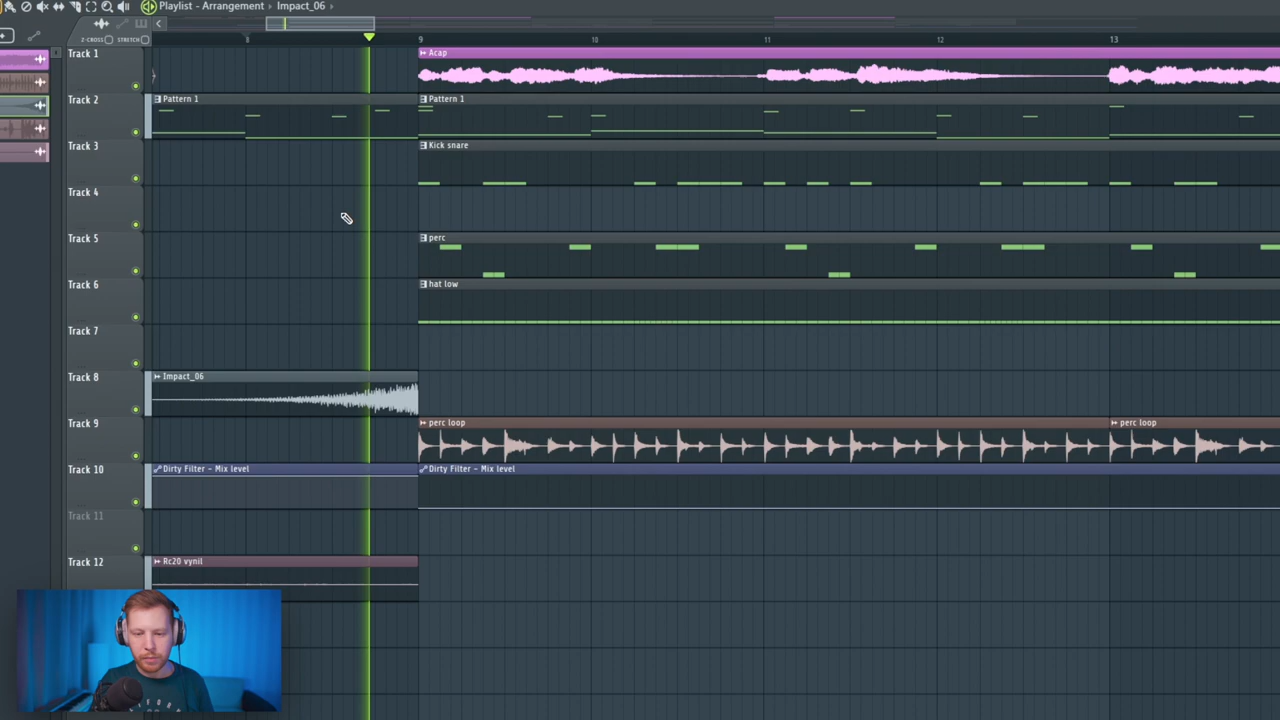 Playlist - Arrangement › Impact_06 ›
Z-CROSS STRETCH
8 9 10 11 12 13
Track 1
Acap
Track 2
Pattern 1
Pattern 1
Track 3
Kick snare
Track 4
Track 5
perc
Track 6
hat low
Track 7
Track 8
Impact_06
Track 9
perc loop
perc loop
Track 10
Dirty Filter - Mix level
Dirty Filter - Mix level
Track 11
Track 12
Rc20 vynil